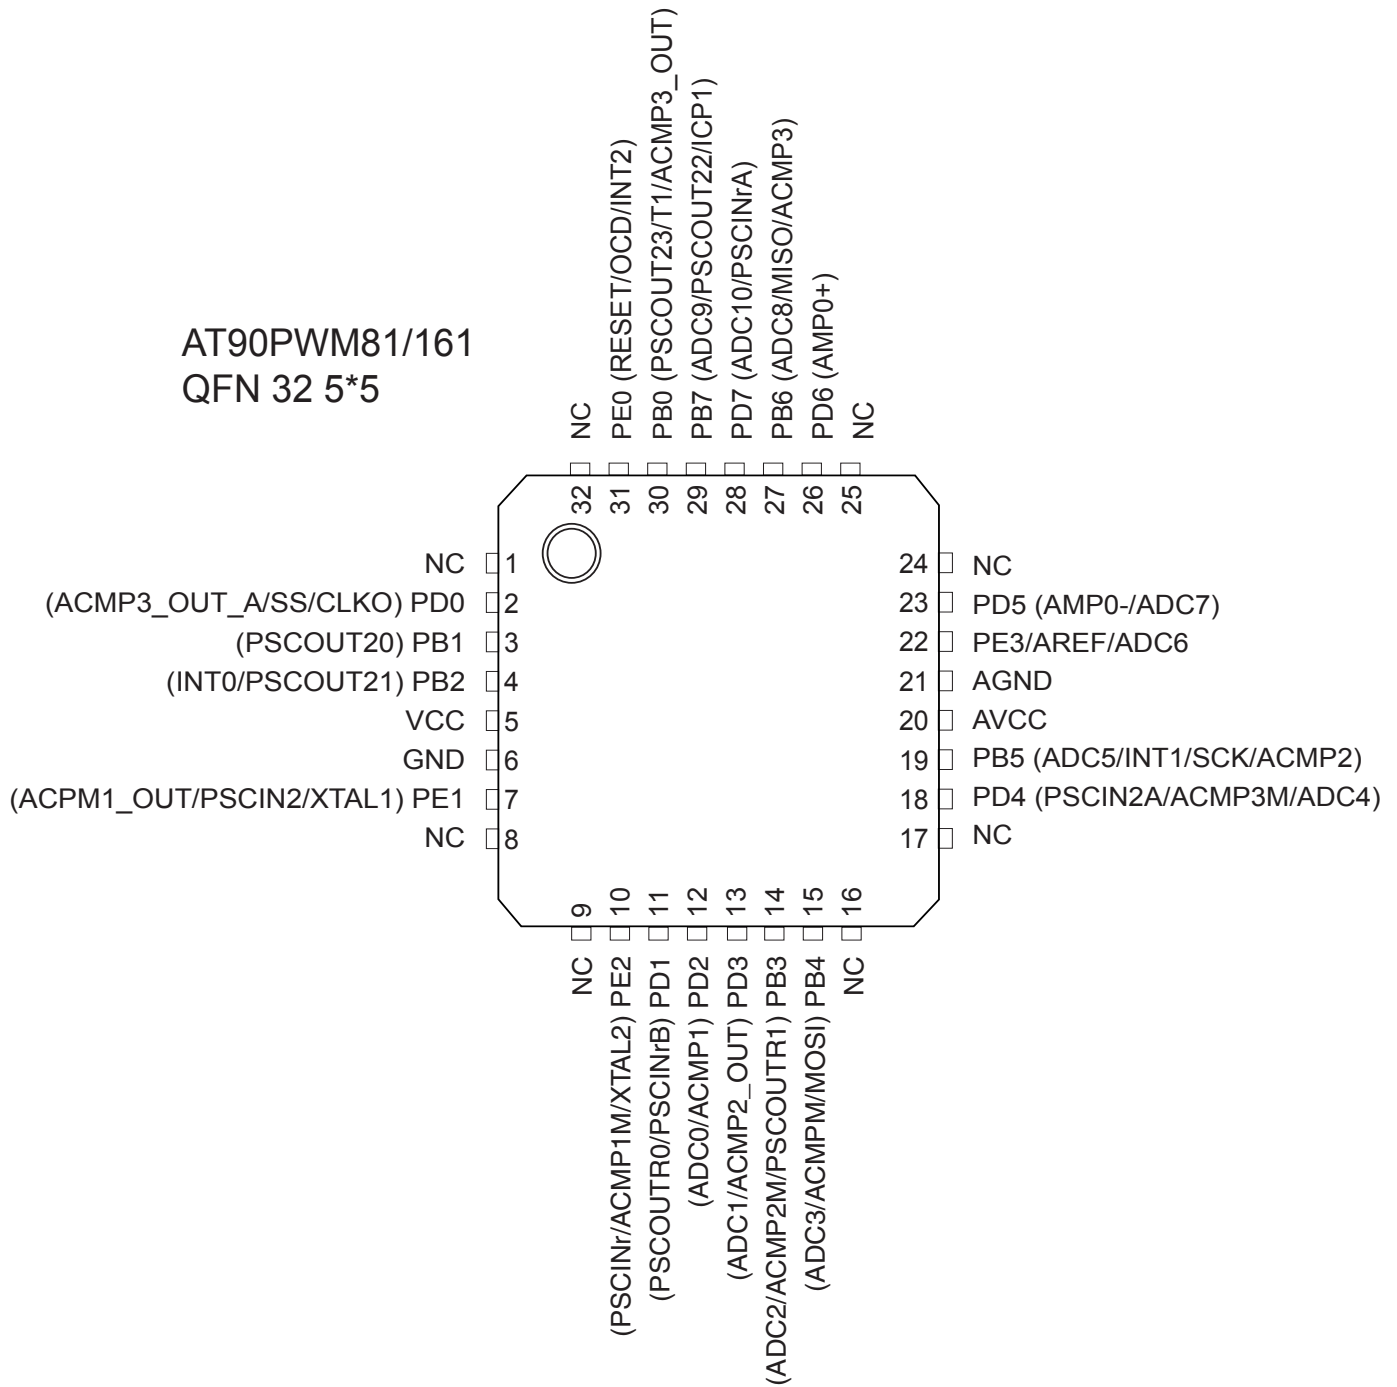 AT90PWM81/161
QFN 32 5*5
NC
PE0 (RESET/OCD/INT2)
PB0 (PSCOUT23/T1/ACMP3_OUT)
PB7 (ADC9/PSCOUT22/ICP1)
PD7 (ADC10/PSCINrA)
PB6 (ADC8/MISO/ACMP3)
PD6 (AMP0+)
NC
32
31
30
29
28
27
26
25
NC 1
(ACMP3_OUT_A/SS/CLKO) PD0 2
(PSCOUT20) PB1 3
(INT0/PSCOUT21) PB2 4
VCC 5
GND 6
(ACPM1_OUT/PSCIN2/XTAL1) PE1 7
NC 8
24 NC
23 PD5 (AMP0-/ADC7)
22 PE3/AREF/ADC6
21 AGND
20 AVCC
19 PB5 (ADC5/INT1/SCK/ACMP2)
18 PD4 (PSCIN2A/ACMP3M/ADC4)
17 NC
9
10
11
12
13
14
15
16
NC
(PSCINr/ACMP1M/XTAL2) PE2
(PSCOUTR0/PSCINrB) PD1
(ADC0/ACMP1) PD2
(ADC1/ACMP2_OUT) PD3
(ADC2/ACMP2M/PSCOUTR1) PB3
(ADC3/ACMPM/MOSI) PB4
NC